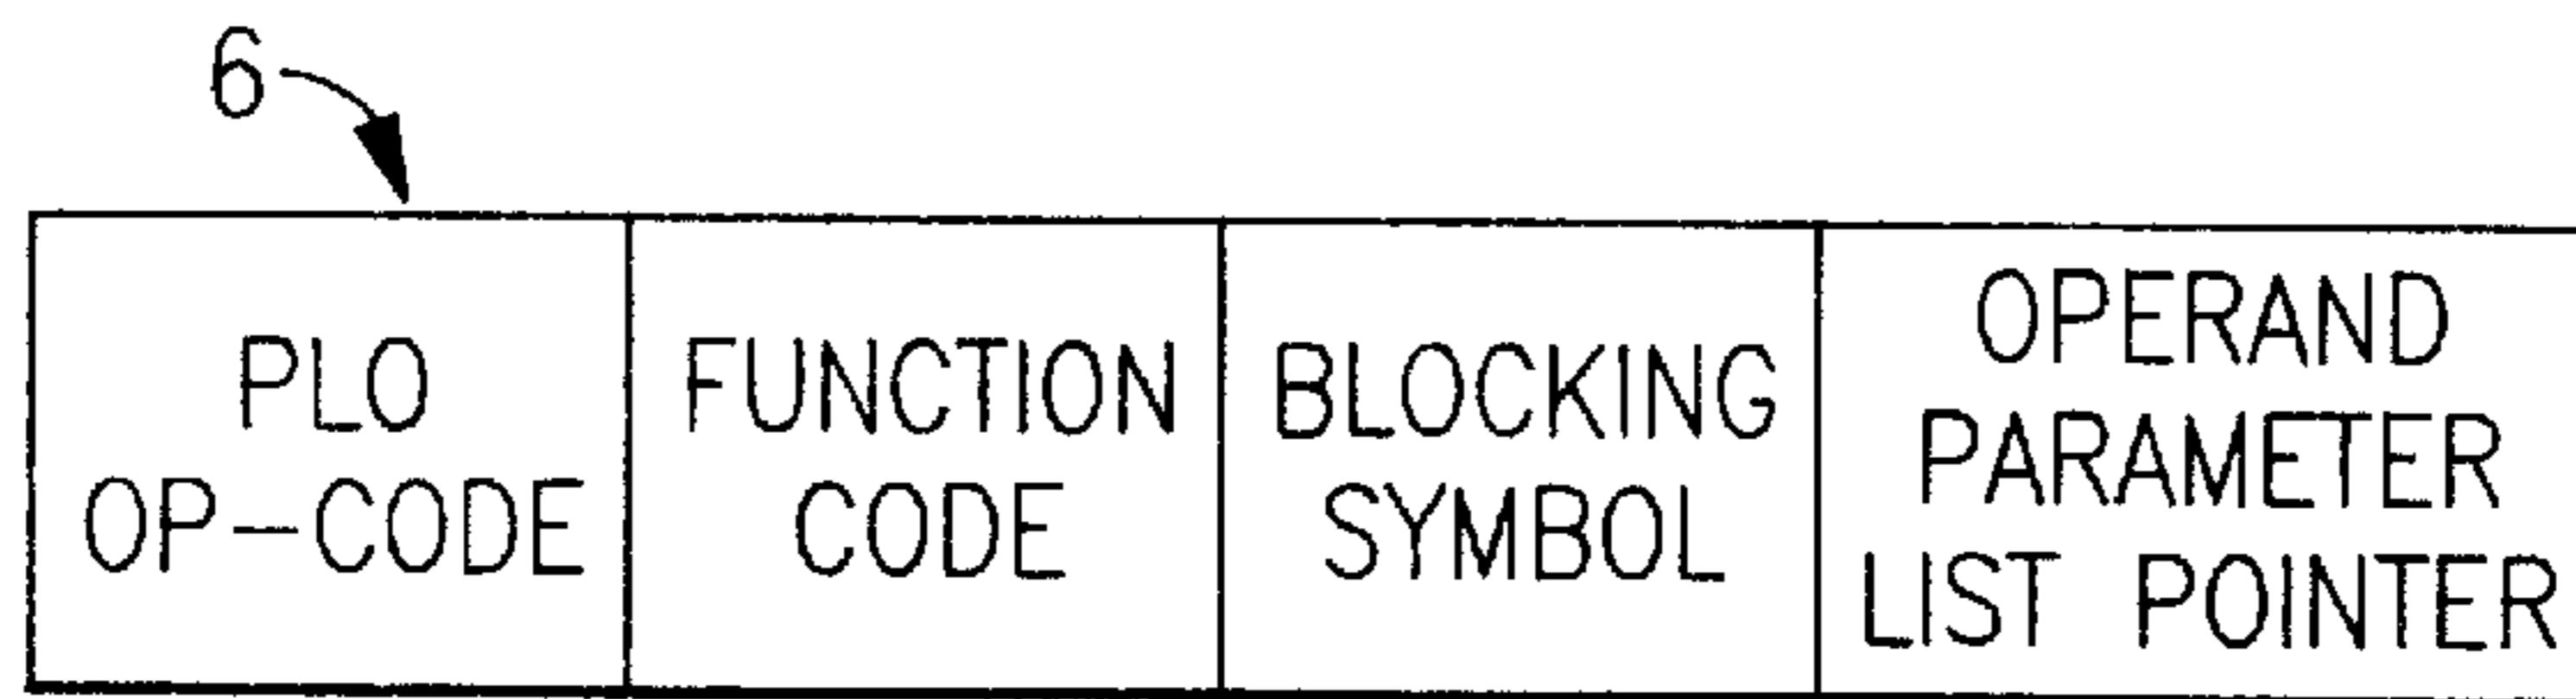 6
PLO
OP-CODE
FUNCTION
CODE
BLOCKING
SYMBOL
OPERAND
PARAMETER
LIST POINTER